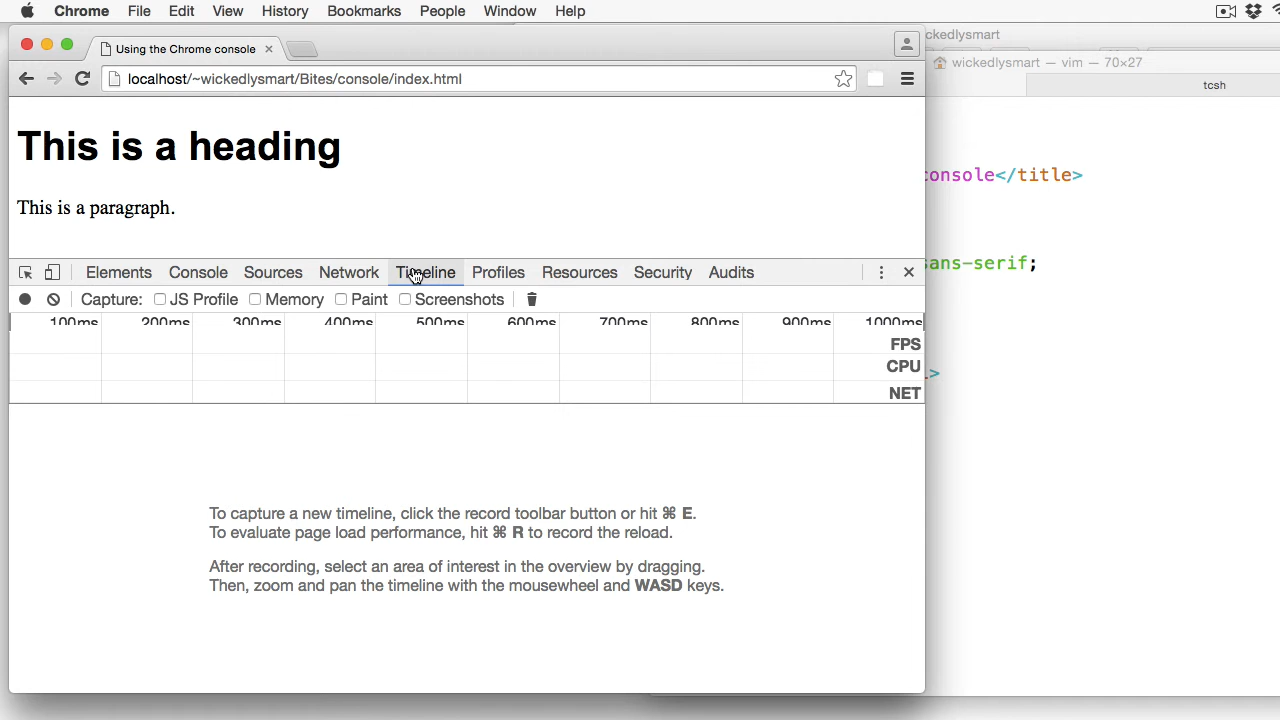 Chrome File Edit View History Bookmarks People Window Help
Using the Chrome console
localhost/~wickedlysmart/Bites/console/index.html
This is a heading
This is a paragraph.
Elements Console Sources Network Timeline Profiles Resources Security Audits
Capture: JS Profile Memory Paint Screenshots
100ms 200ms 300ms 400ms 500ms 600ms 700ms 800ms 900ms 1000ms
FPS
CPU
NET
To capture a new timeline, click the record toolbar button or hit ⌘ E.
To evaluate page load performance, hit ⌘ R to record the reload.
After recording, select an area of interest in the overview by dragging.
Then, zoom and pan the timeline with the mousewheel and WASD keys.
ckedlysmart
wickedlysmart — vim — 70×27
tcsh
onsole</title>
sans-serif;
>